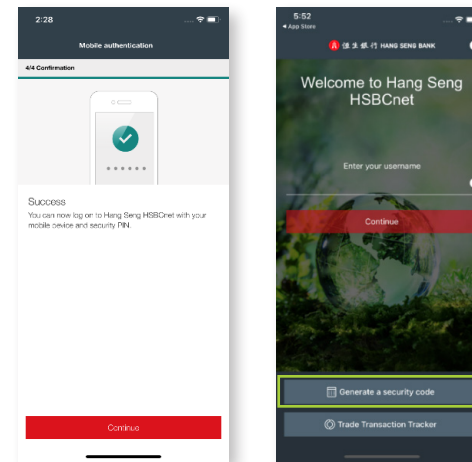 2:28
Mobile authentication
4/4 Confirmation
Success
You can now log on to Hang Seng HSBCnet with your
mobile device and security PIN.
Continue
5:52
App Store
恒生銀行 HANG SENG BANK
Welcome to Hang Seng
HSBCnet
Enter your username
Continue
Generate a security code
Trade Transaction Tracker